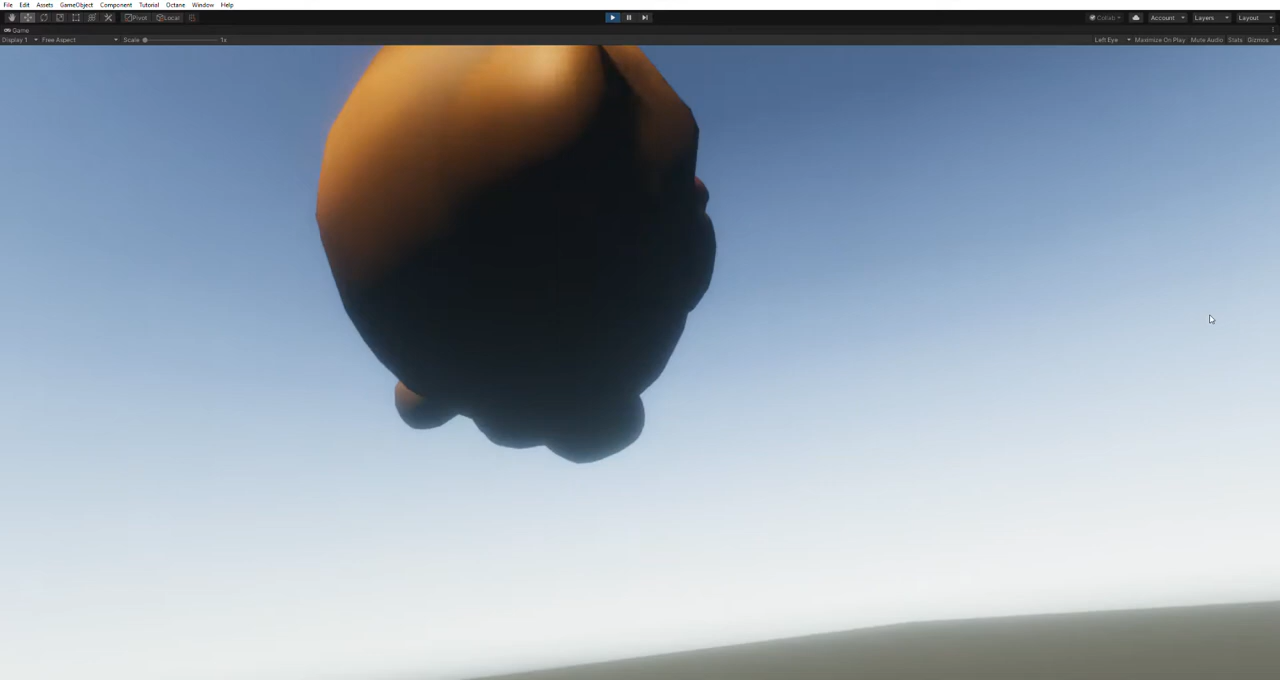 File Edit Assets GameObject Component Tutorial Octane Window Help
Pivot Local Collab Account Layers Layout
Game
Display 1 Free Aspect Scale 1x Left Eye Maximize On Play Mute Audio Stats Gizmos